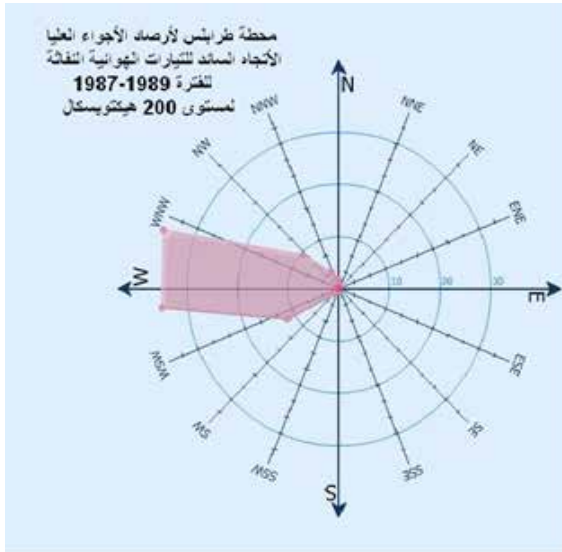 محطة طرابلس لأرصاد الأجواء العليا
الأتجاه السائد للتيارات الهوائية النفاثة
للفترة 1989-1987
لمستوى 200 هيكتوبسكال
N
NNW
NNE
NW
NE
WNW
ENE
W
10
20
30
E
WSW
ESE
SW
SE
SSW
SSE
S